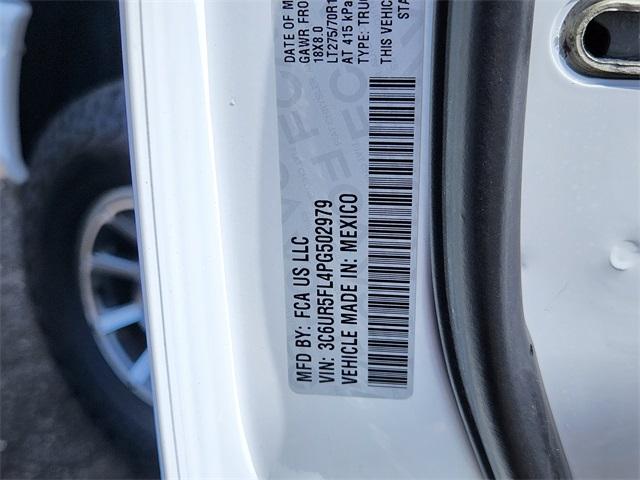 DATE OF M
GAWR FRO
18X8.0
LT275/70R1
AT 415 kPa
TYPE: TRU
STA
THIS VE
MFD BY: FCA US LLC
VIN: 3C6UR5FL4PG502979
VEHICLE MADE IN: MEXICO